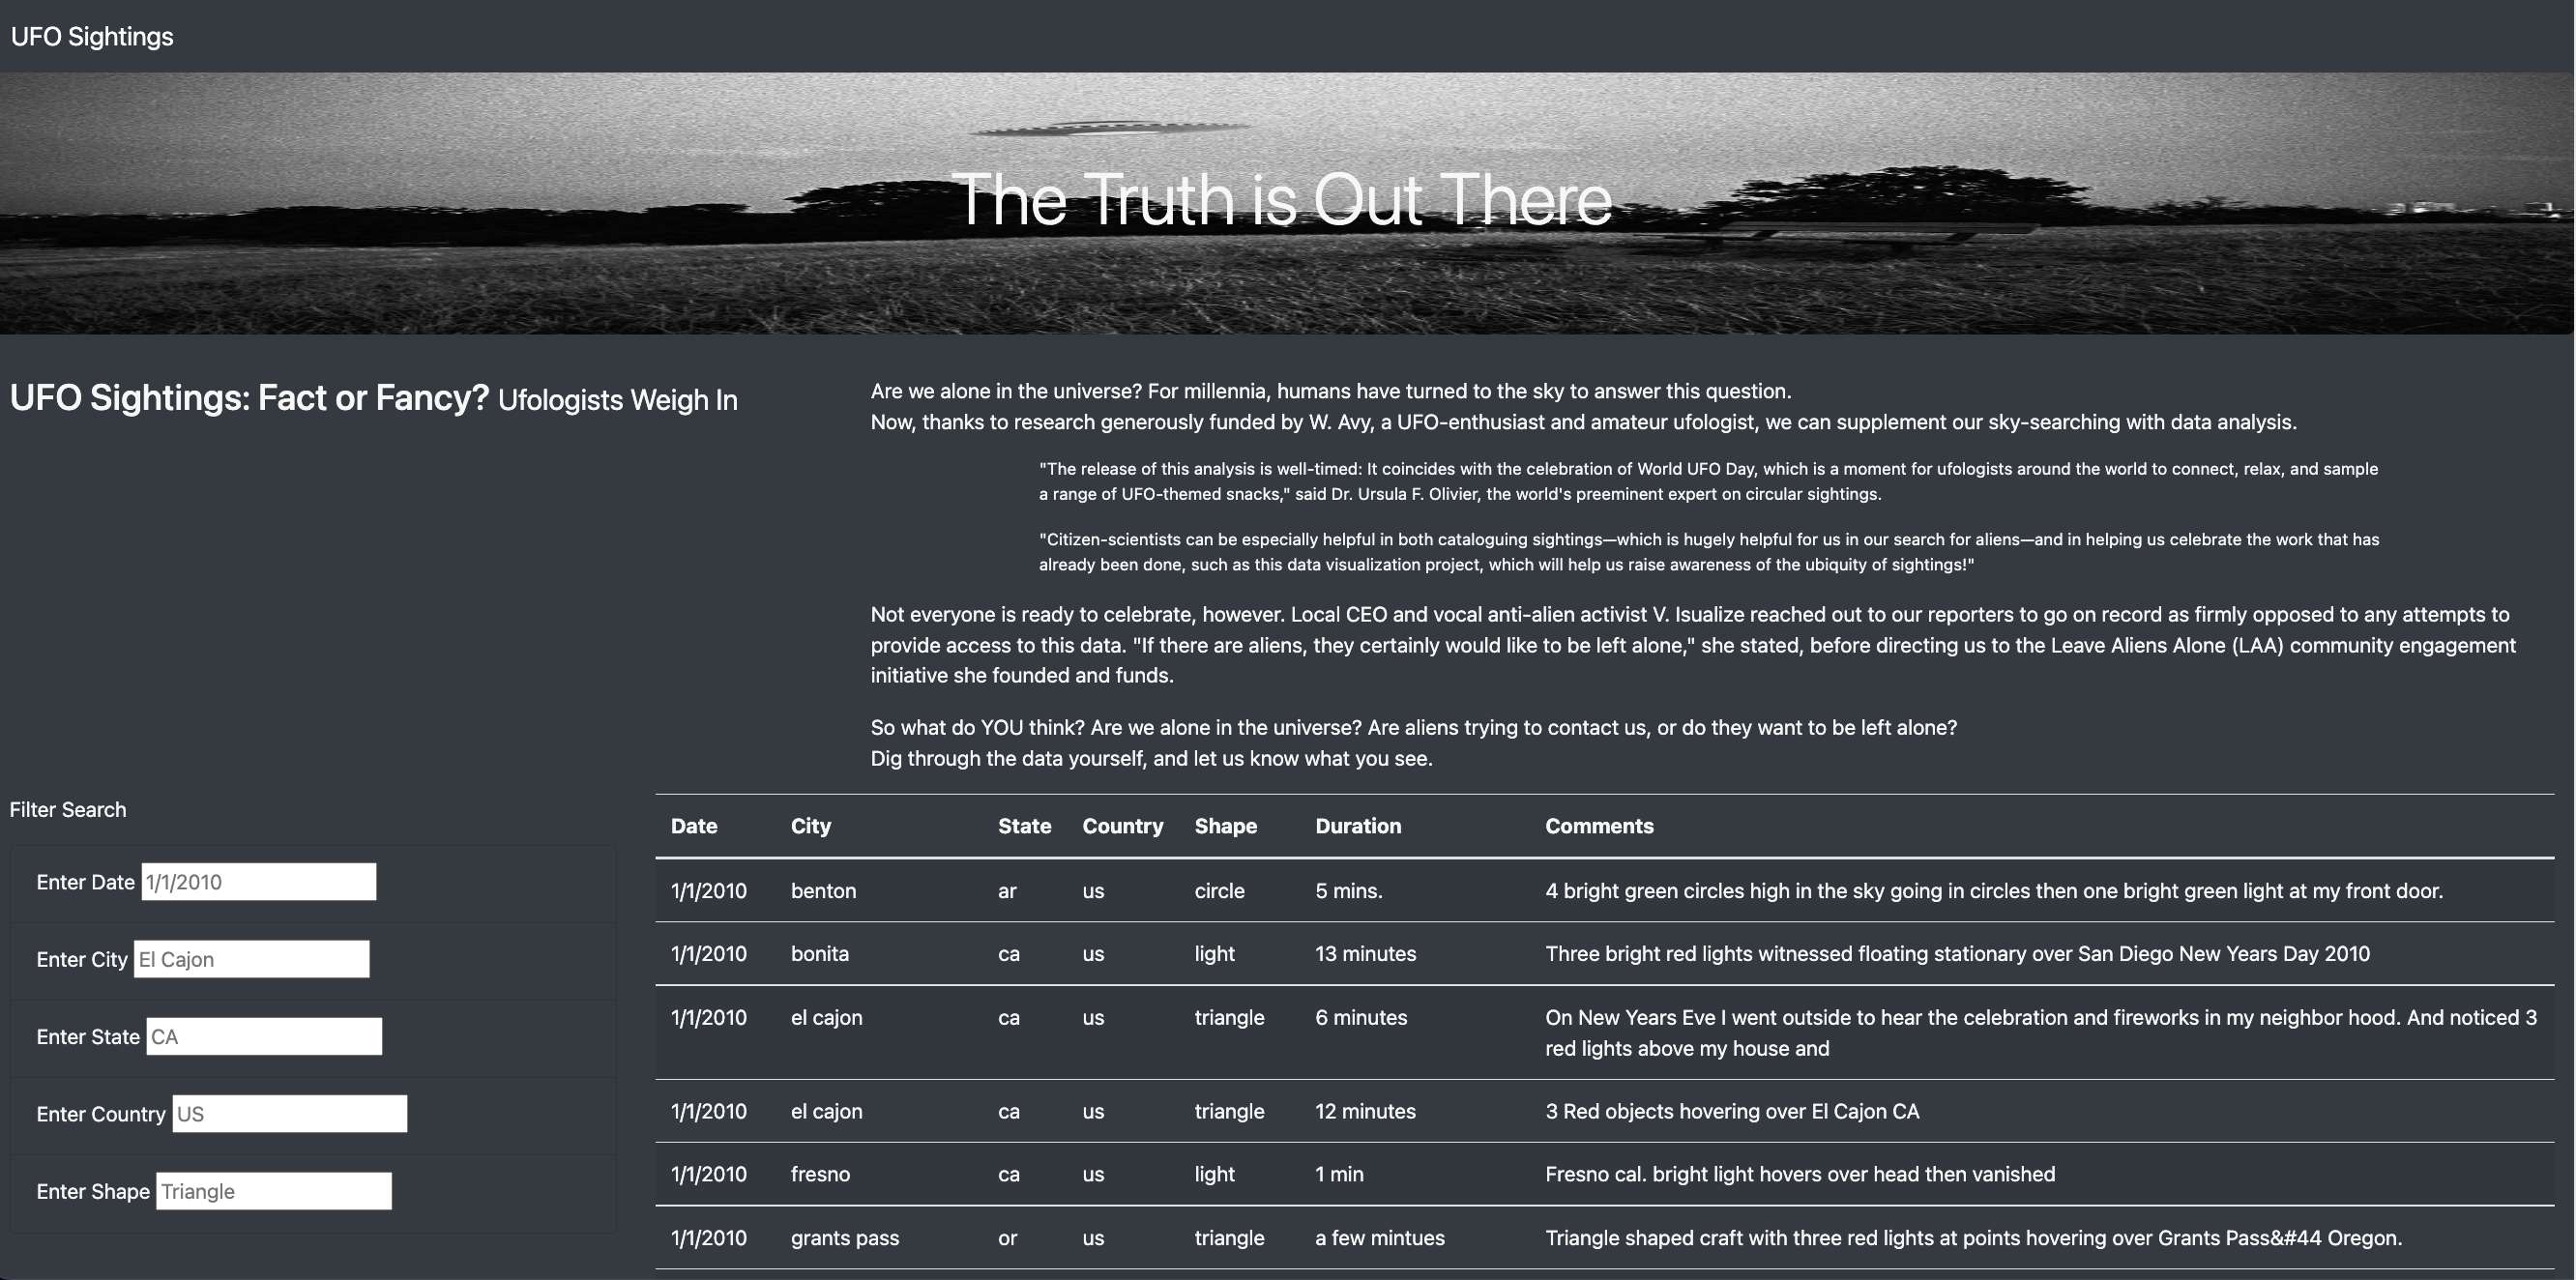 UFO Sightings
The Truth is Out There
UFO Sightings: Fact or Fancy? Ufologists Weigh In
Are we alone in the universe? For millennia, humans have turned to the sky to answer this question.
Now, thanks to research generously funded by W. Avy, a UFO-enthusiast and amateur ufologist, we can supplement our sky-searching with data analysis.
"The release of this analysis is well-timed: It coincides with the celebration of World UFO Day, which is a moment for ufologists around the world to connect, relax, and sample
a range of UFO-themed snacks," said Dr. Ursula F. Olivier, the world's preeminent expert on circular sightings.
"Citizen-scientists can be especially helpful in both cataloguing sightings—which is hugely helpful for us in our search for aliens—and in helping us celebrate the work that has
already been done, such as this data visualization project, which will help us raise awareness of the ubiquity of sightings!"
Not everyone is ready to celebrate, however. Local CEO and vocal anti-alien activist V. Isualize reached out to our reporters to go on record as firmly opposed to any attempts to
provide access to this data. "If there are aliens, they certainly would like to be left alone," she stated, before directing us to the Leave Aliens Alone (LAA) community engagement
initiative she founded and funds.
So what do YOU think? Are we alone in the universe? Are aliens trying to contact us, or do they want to be left alone?
Dig through the data yourself, and let us know what you see.
Filter Search
Enter Date 1/1/2010
Enter City El Cajon
Enter State CA
Enter Country US
Enter Shape Triangle
Date City State Country Shape Duration Comments
1/1/2010 benton ar us circle 5 mins. 4 bright green circles high in the sky going in circles then one bright green light at my front door.
1/1/2010 bonita ca us light 13 minutes Three bright red lights witnessed floating stationary over San Diego New Years Day 2010
1/1/2010 el cajon ca us triangle 6 minutes On New Years Eve I went outside to hear the celebration and fireworks in my neighbor hood. And noticed 3
red lights above my house and
1/1/2010 el cajon ca us triangle 12 minutes 3 Red objects hovering over El Cajon CA
1/1/2010 fresno ca us light 1 min Fresno cal. bright light hovers over head then vanished
1/1/2010 grants pass or us triangle a few mintues Triangle shaped craft with three red lights at points hovering over Grants Pass&#44 Oregon.